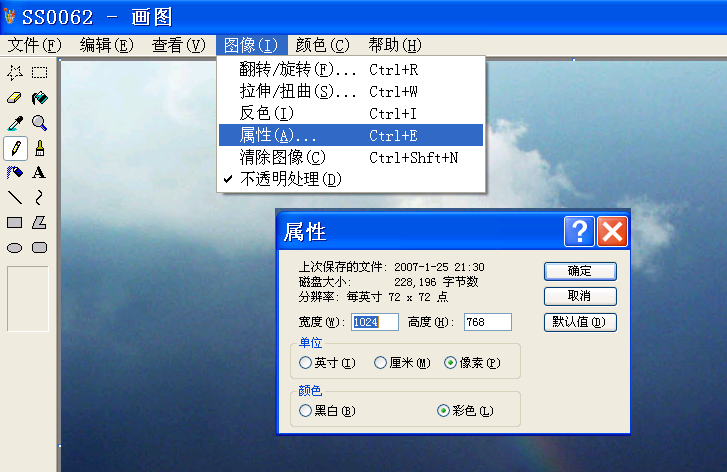 SS0062 - 画图
文件(F) 编辑(E) 查看(V) 图像(I) 颜色(C) 帮助(H)
翻转/旋转(F)... Ctrl+R
拉伸/扭曲(S)... Ctrl+W
反色(I) Ctrl+I
属性(A)... Ctrl+E
清除图像(C) Ctrl+Shft+N
不透明处理(D)
A
属性
上次保存的文件: 2007-1-25 21:30
磁盘大小: 228,196 字节数
分辨率: 每英寸 72 x 72 点
确定
取消
宽度(W): 1024 高度(H): 768 默认值(D)
单位
英寸(I) 厘米(M) 像素(P)
颜色
黑白(B) 彩色(L)